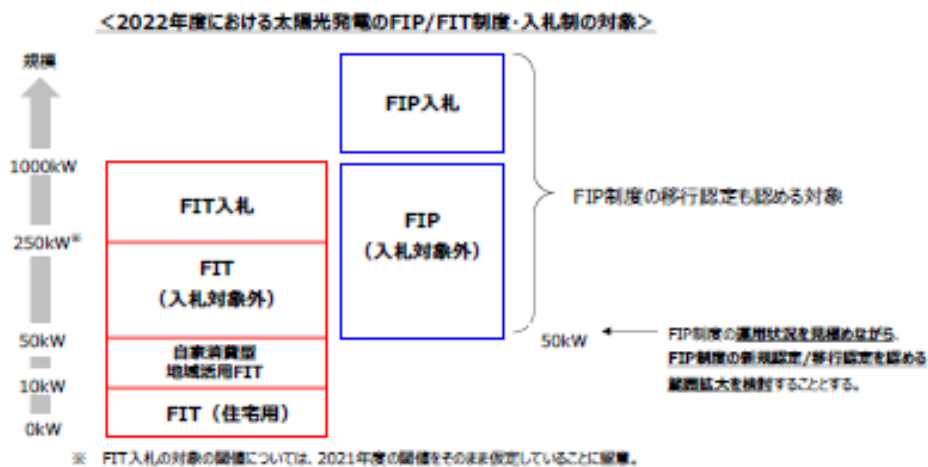 <2022年度における太陽光発電のFIP/FIT制度・入札制の対象>
規模
1000kW
250kW※
50kW
10kW
0kW
FIT入札
FIT
(入札対象外)
自家消費型
地域活用FIT
FIT(住宅用)
FIP入札
FIP
(入札対象外)
FIP制度の移行認定も認める対象
50kW
FIP制度の運用状況を見極めながら、
FIP制度の新規認定/移行認定を認める
範囲拡大を検討することとする。
※ FIT入札の対象の閾値については、2021年度の閾値をそのまま仮定していることに留意。